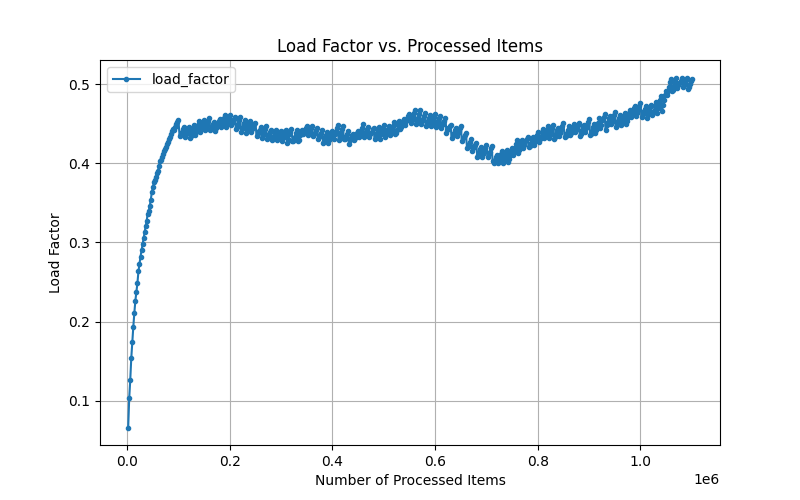 Load Factor vs. Processed Items
load_factor
Load Factor
0.5
0.4
0.3
0.2
0.1
0.0 0.2 0.4 0.6 0.8 1.0
1e6
Number of Processed Items